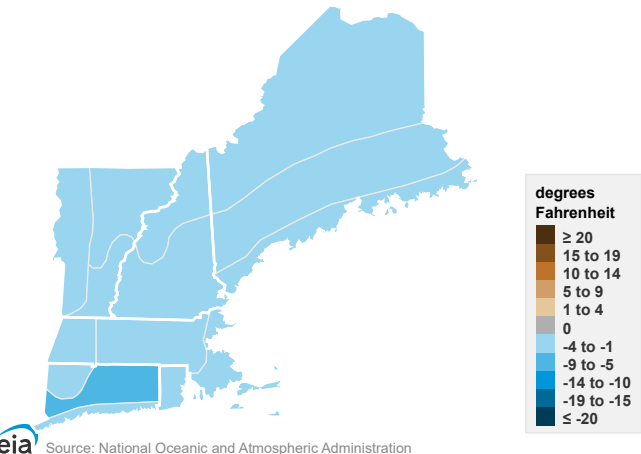 degrees
Fahrenheit
≥ 20
15 to 19
10 to 14
5 to 9
1 to 4
0
-4 to -1
-9 to -5
-14 to -10
-19 to -15
≤ -20
eia
Source: National Oceanic and Atmospheric Administration